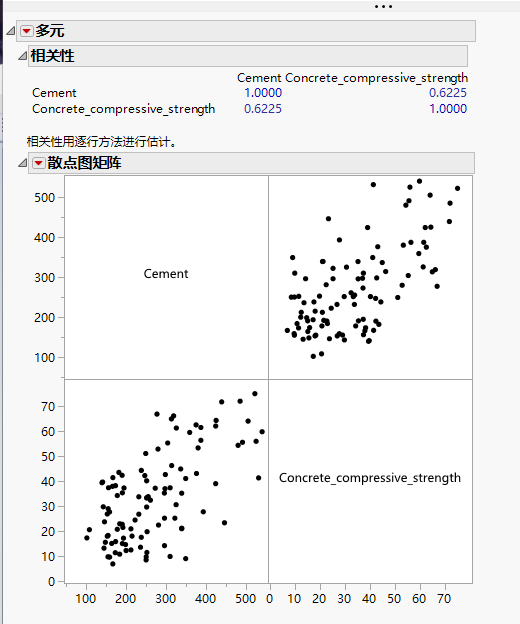 多元
相关性
Cement Concrete_compressive_strength
Cement 1.0000 0.6225
Concrete_compressive_strength 0.6225 1.0000
相关性用逐行方法进行估计。
散点图矩阵
500
400
Cement
300
200
100
70
60
50
40
Concrete_compressive_strength
30
20
10
0
100 200 300 400 500 0 10 20 30 40 50 60 70